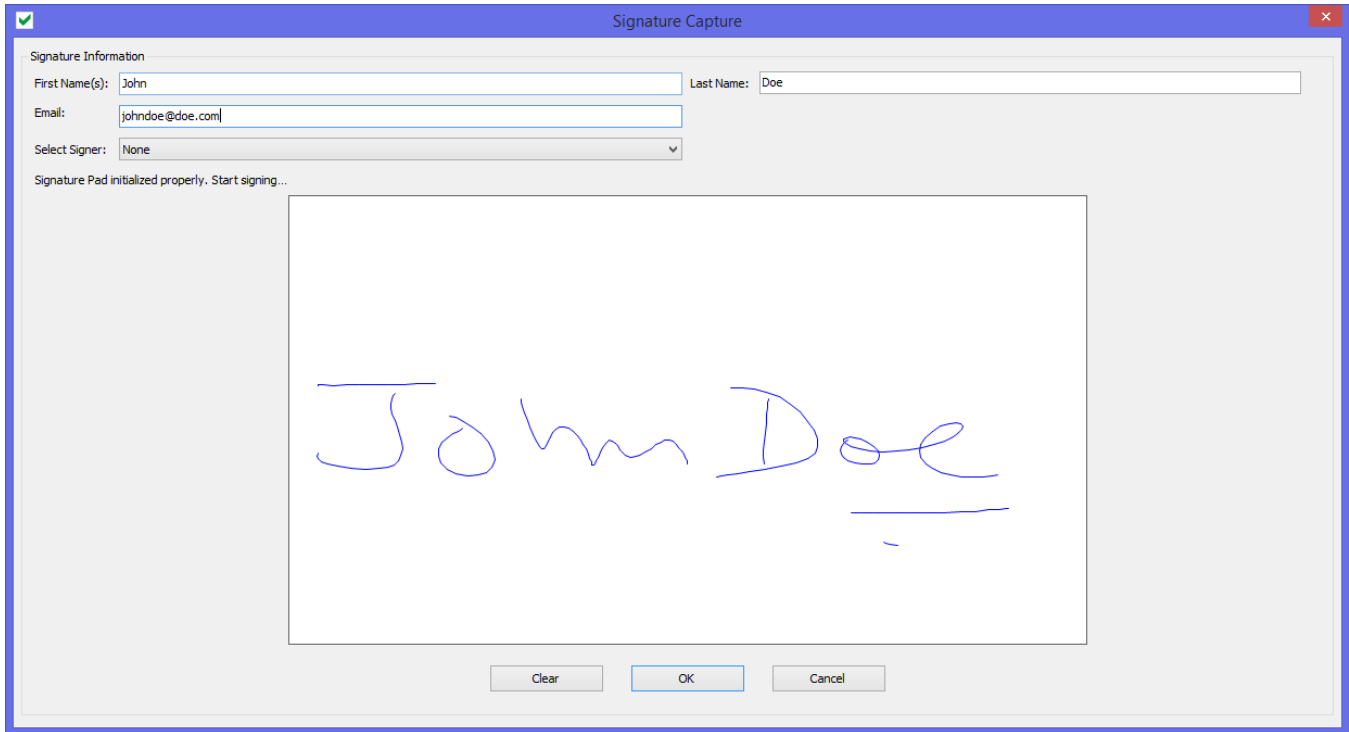 Signature Capture
Signature Information
First Name(s): John Last Name: Doe
Email: johndoe@doe.com
Select Signer: None
Signature Pad initialized properly. Start signing...
John Doe
Clear OK Cancel